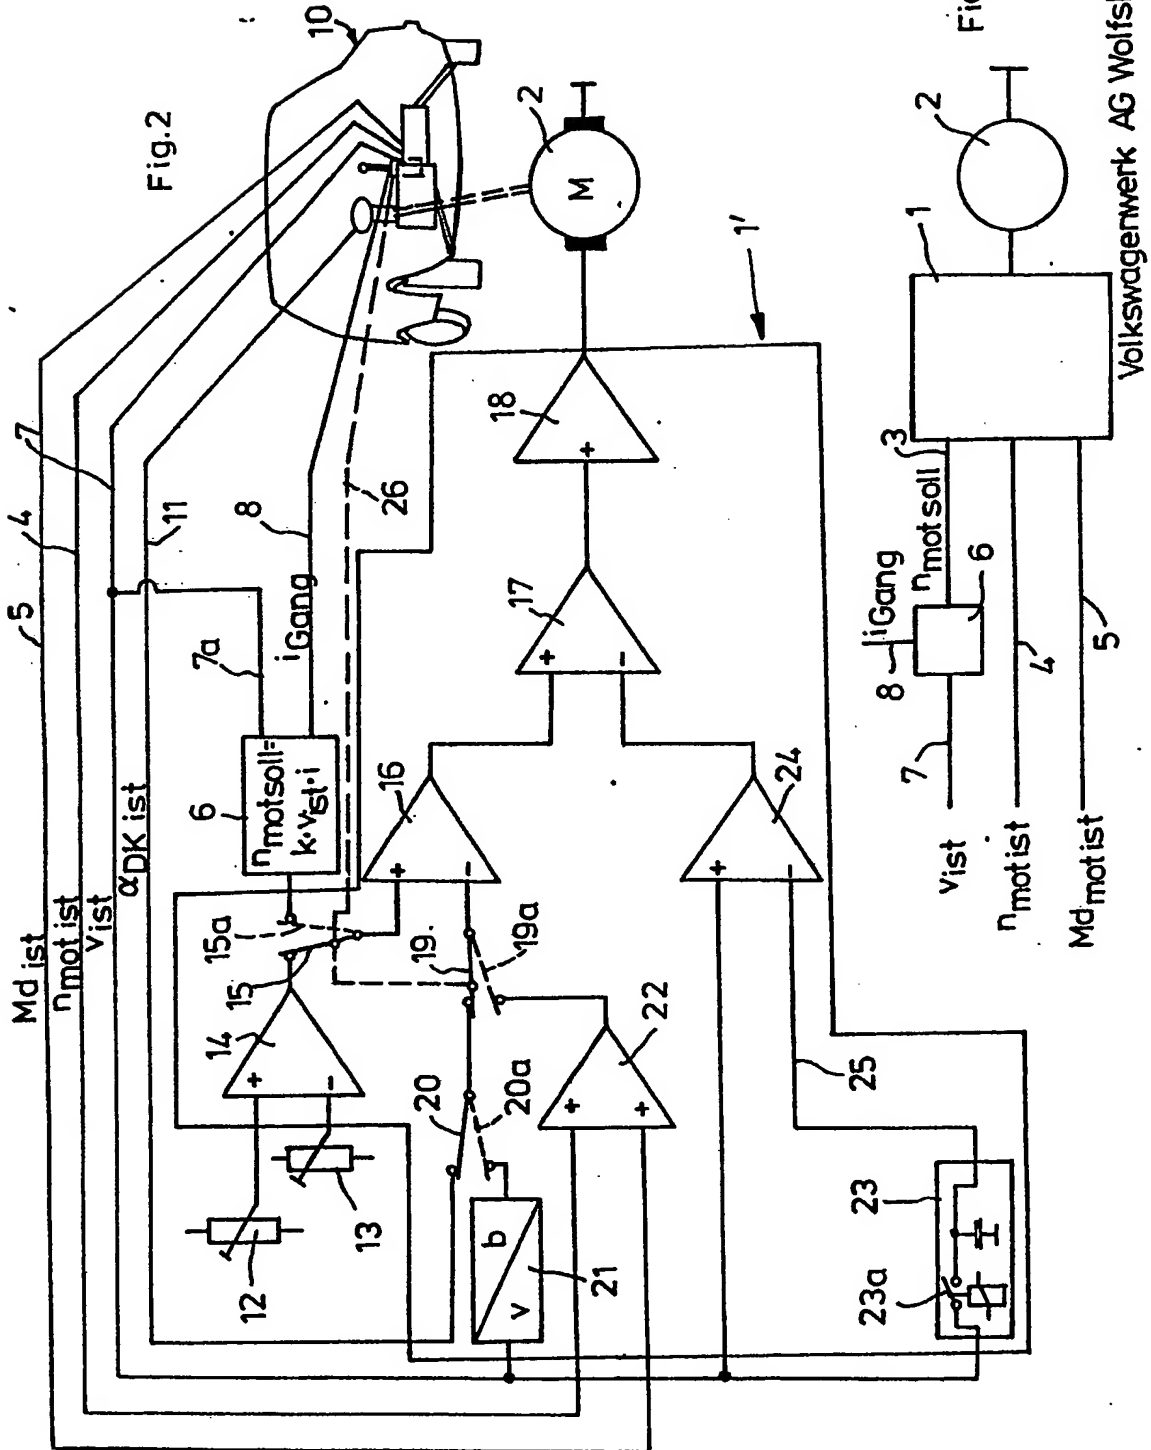 Fig.2
10
Md ist
n mot ist
v ist
α DK ist
5
4
7
11
7a
8
i Gang
26
6
n motsoll =
k·v ist·i
15a
15
14
+
−
12
13
16
+
−
19
19a
20
20a
b
v
21
22
+
+
17
+
−
18
+
M
2
1'
24
+
−
25
23
23a
Fi
v ist
n mot ist
Md mot ist
7
8
i Gang
n motsoll
3
6
4
5
1
2
Volkswagenwerk AG